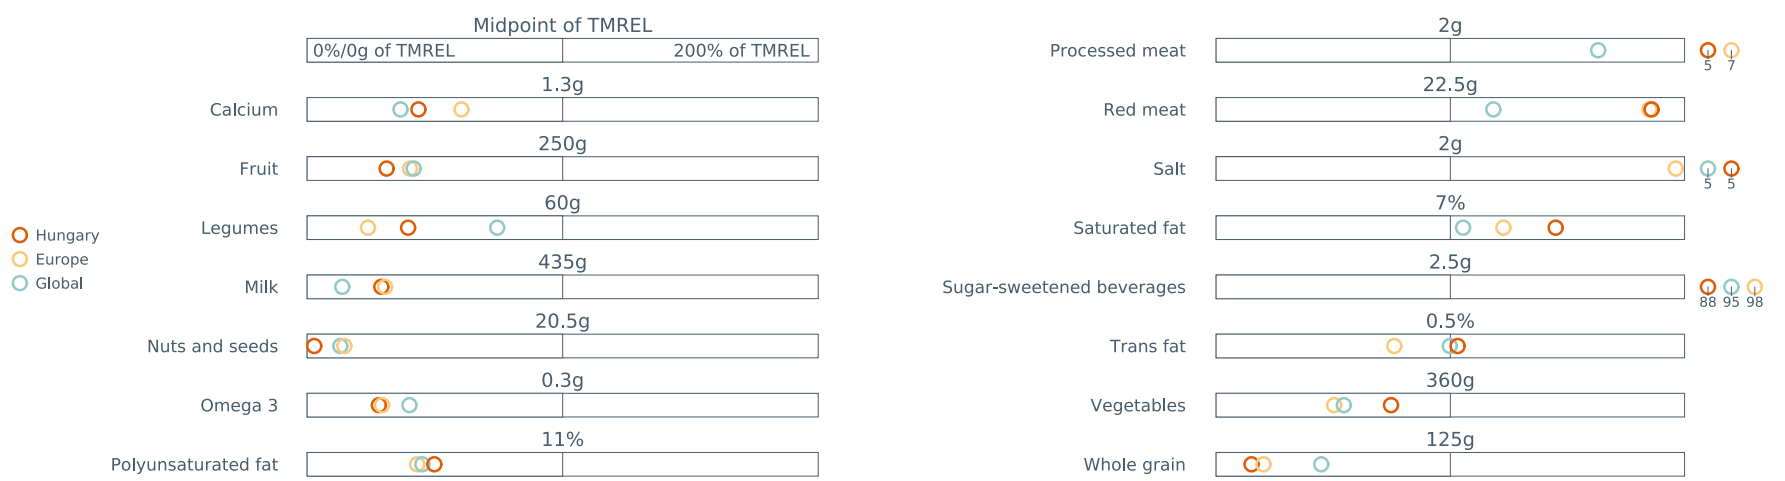 Midpoint of TMREL
0%/0g of TMREL 200% of TMREL
1.3g
Calcium
250g
Fruit
60g
Legumes
435g
Milk
20.5g
Nuts and seeds
0.3g
Omega 3
11%
Polyunsaturated fat
Hungary
Europe
Global
2g
Processed meat
5 7
22.5g
Red meat
2g
Salt
5 5
7%
Saturated fat
2.5g
Sugar-sweetened beverages
88 95 98
0.5%
Trans fat
360g
Vegetables
125g
Whole grain